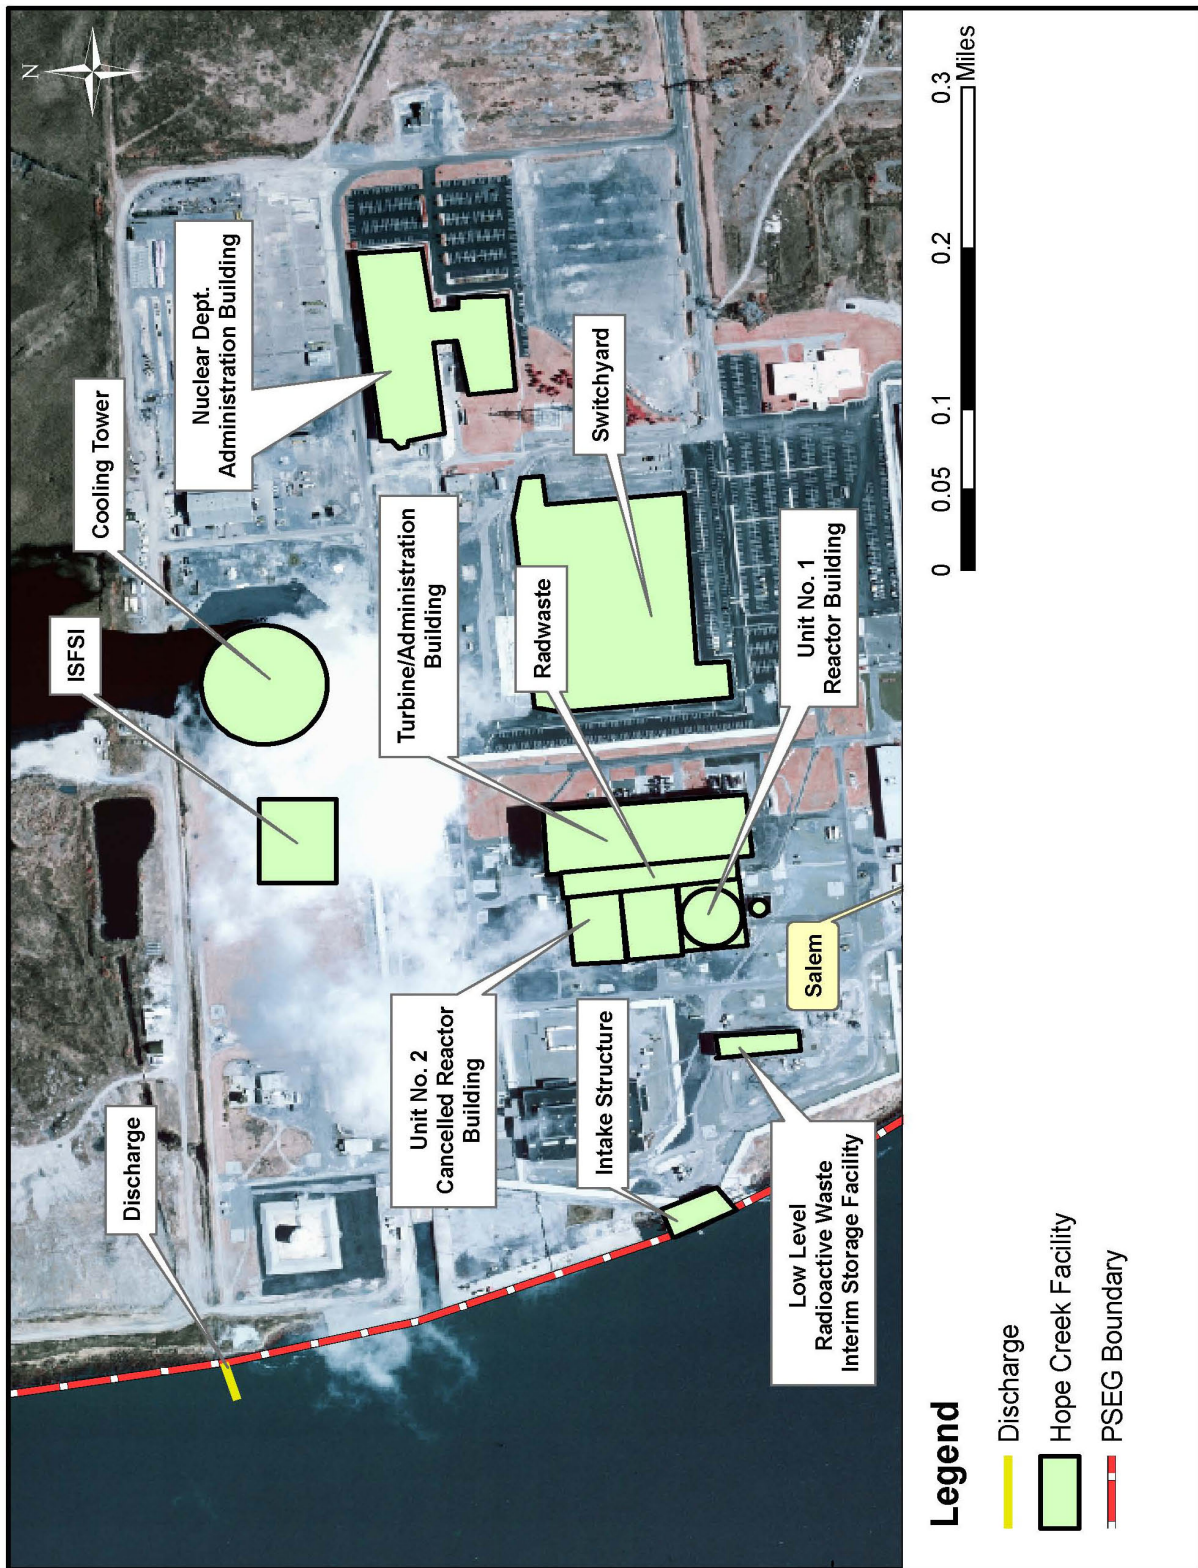 N
Discharge
ISFSI
Cooling Tower
Nuclear Dept.
Administration Building
Unit No. 2
Cancelled Reactor
Building
Turbine/Administration
Building
Intake Structure
Radwaste
Switchyard
Low Level
Radioactive Waste
Interim Storage Facility
Salem
Unit No. 1
Reactor Building
Legend
Discharge
Hope Creek Facility
PSEG Boundary
0 0.05 0.1 0.2 0.3
Miles